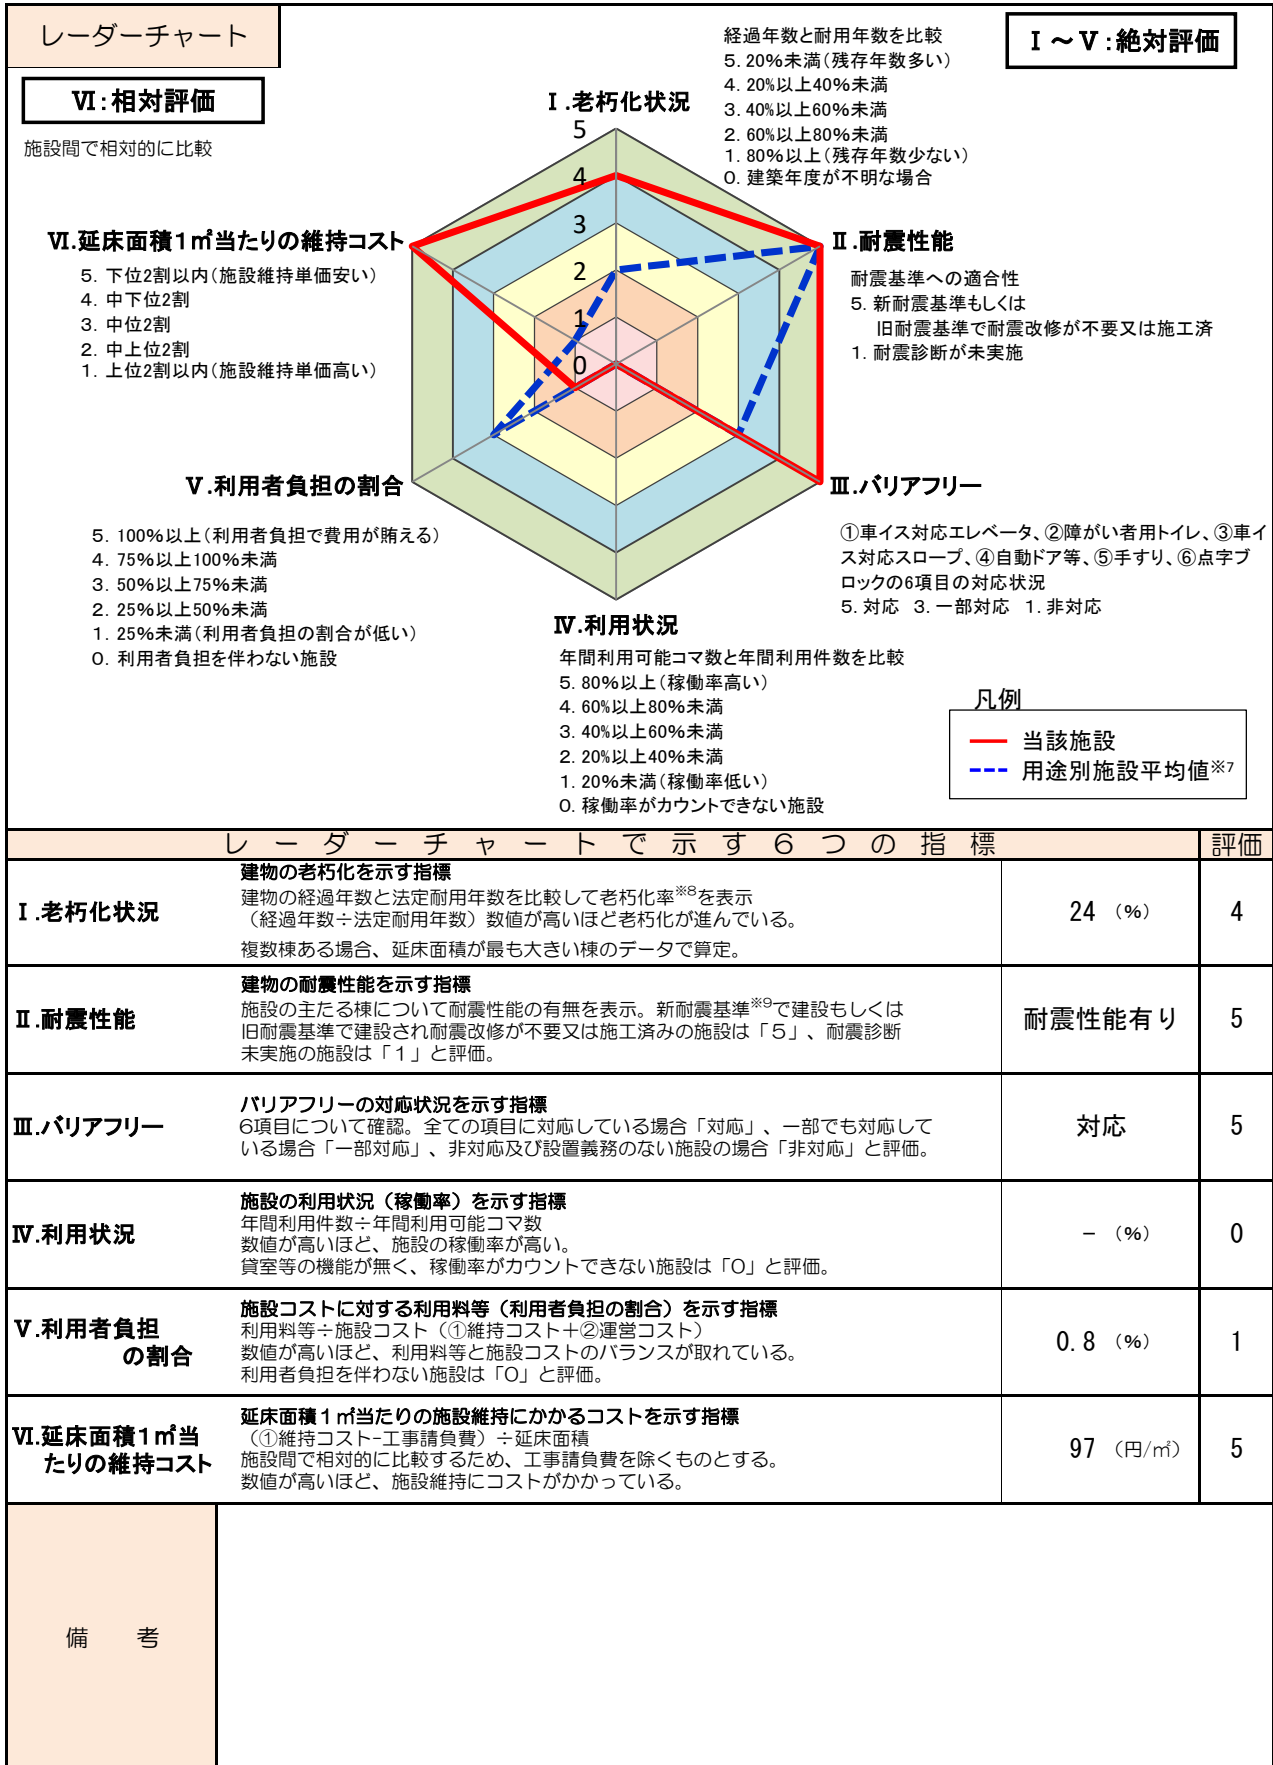 レーダーチャート
Ⅵ:相対評価
施設間で相対的に比較
Ⅰ～Ⅴ:絶対評価
Ⅰ.老朽化状況
経過年数と耐用年数を比較
5. 20%未満(残存年数多い)
4. 20%以上40%未満
3. 40%以上60%未満
2. 60%以上80%未満
1. 80%以上(残存年数少ない)
0. 建築年度が不明な場合
5
4
3
2
1
0
Ⅱ.耐震性能
耐震基準への適合性
5. 新耐震基準もしくは
旧耐震基準で耐震改修が不要又は施工済
1. 耐震診断が未実施
Ⅲ.バリアフリー
①車イス対応エレベータ、②障がい者用トイレ、③車イ
ス対応スロープ、④自動ドア等、⑤手すり、⑥点字ブ
ロックの6項目の対応状況
5. 対応 3. 一部対応 1. 非対応
Ⅳ.利用状況
年間利用可能コマ数と年間利用件数を比較
5. 80%以上(稼働率高い)
4. 60%以上80%未満
3. 40%以上60%未満
2. 20%以上40%未満
1. 20%未満(稼働率低い)
0. 稼働率がカウントできない施設
Ⅴ.利用者負担の割合
5. 100%以上(利用者負担で費用が賄える)
4. 75%以上100%未満
3. 50%以上75%未満
2. 25%以上50%未満
1. 25%未満(利用者負担の割合が低い)
0. 利用者負担を伴わない施設
Ⅵ.延床面積1㎡当たりの維持コスト
5. 下位2割以内(施設維持単価安い)
4. 中下位2割
3. 中位2割
2. 中上位2割
1. 上位2割以内(施設維持単価高い)
凡例
当該施設
用途別施設平均値※7
レーダーチャートで示す6つの指標 評価
Ⅰ.老朽化状況
建物の老朽化を示す指標
建物の経過年数と法定耐用年数を比較して老朽化率※8を表示
(経過年数÷法定耐用年数) 数値が高いほど老朽化が進んでいる。
複数棟ある場合、延床面積が最も大きい棟のデータで算定。
24 (%) 4
Ⅱ.耐震性能
建物の耐震性能を示す指標
施設の主たる棟について耐震性能の有無を表示。新耐震基準※9で建設もしくは
旧耐震基準で建設され耐震改修が不要又は施工済みの施設は「5」、耐震診断
未実施の施設は「1」と評価。
耐震性能有り 5
Ⅲ.バリアフリー
バリアフリーの対応状況を示す指標
6項目について確認。全ての項目に対応している場合「対応」、一部でも対応して
いる場合「一部対応」、非対応及び設置義務のない施設の場合「非対応」と評価。
対応 5
Ⅳ.利用状況
施設の利用状況（稼働率）を示す指標
年間利用件数÷年間利用可能コマ数
数値が高いほど、施設の稼働率が高い。
貸室等の機能が無く、稼働率がカウントできない施設は「0」と評価。
- (%) 0
Ⅴ.利用者負担
の割合
施設コストに対する利用料等（利用者負担の割合）を示す指標
利用料等÷施設コスト（①維持コスト＋②運営コスト）
数値が高いほど、利用料等と施設コストのバランスが取れている。
利用者負担を伴わない施設は「0」と評価。
0.8 (%) 1
Ⅵ.延床面積1㎡当
たりの維持コスト
延床面積1㎡当たりの施設維持にかかるコストを示す指標
（①維持コスト-工事請負費）÷延床面積
施設間で相対的に比較するため、工事請負費を除くものとする。
数値が高いほど、施設維持にコストがかかっている。
97 (円/㎡) 5
備 考